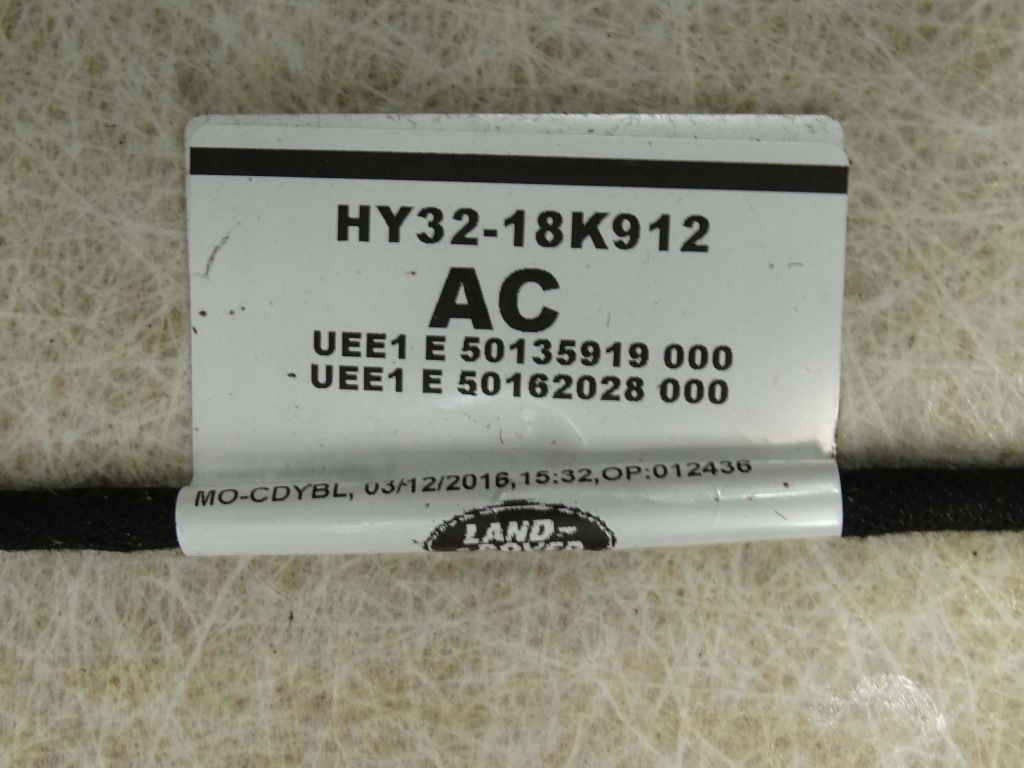 HY32-18K912
AC
UEE1 E 50135919 000
UEE1 E 50162028 000
MO-CDYBL, 03/12/2016,15:32,OP:012436
LAND-
ROVER